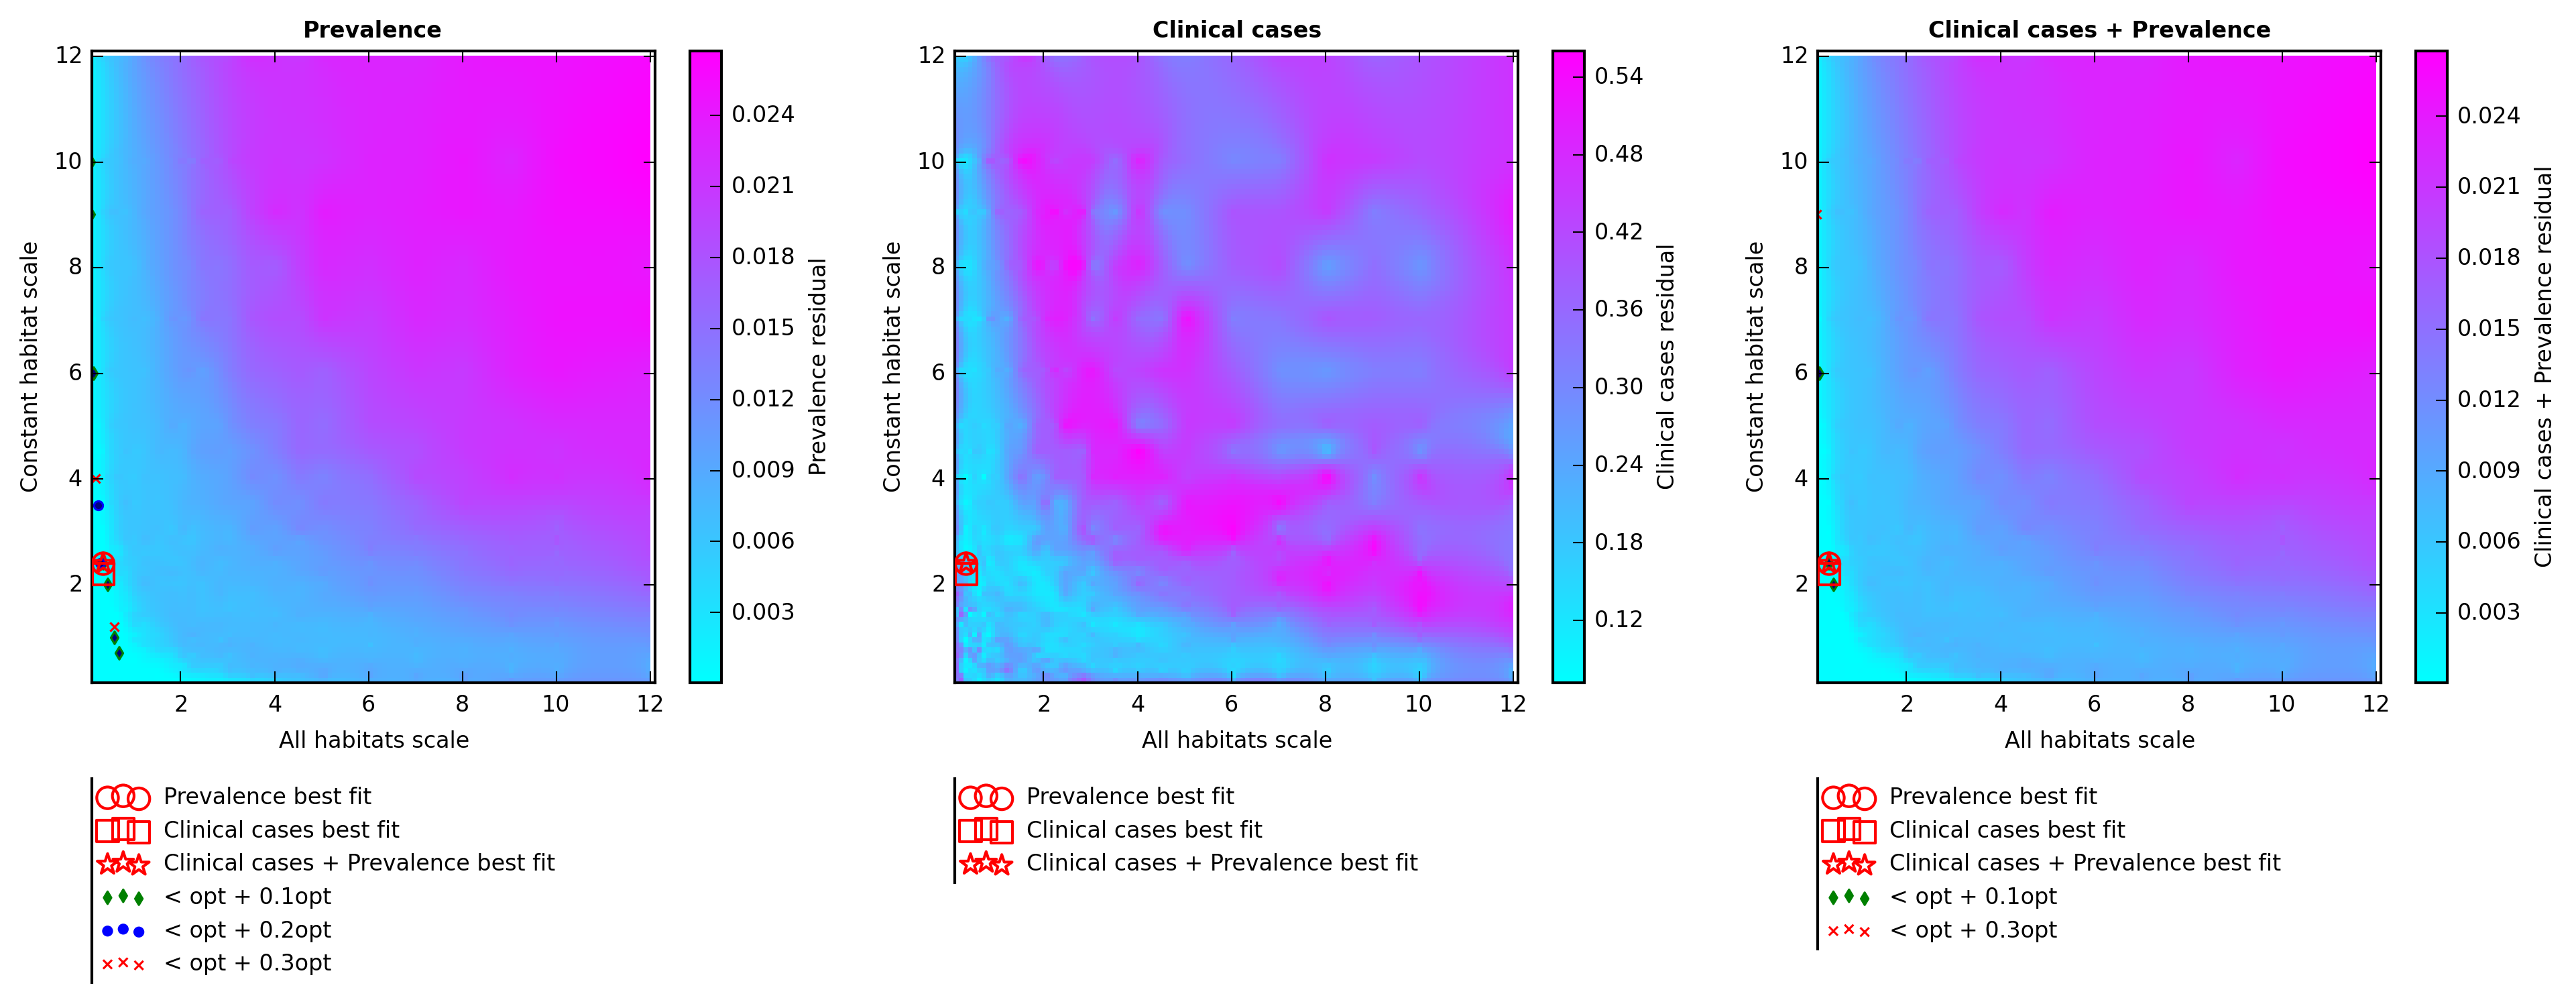 Prevalence
12
10
8
6
4
2
2 4 6 8 10 12
Constant habitat scale
All habitats scale
0.024
0.021
0.018
0.015
0.012
0.009
0.006
0.003
Prevalence residual
Prevalence best fit
Clinical cases best fit
Clinical cases + Prevalence best fit
< opt + 0.1opt
< opt + 0.2opt
< opt + 0.3opt
Clinical cases
12
10
8
6
4
2
2 4 6 8 10 12
Constant habitat scale
All habitats scale
0.54
0.48
0.42
0.36
0.30
0.24
0.18
0.12
Clinical cases residual
Prevalence best fit
Clinical cases best fit
Clinical cases + Prevalence best fit
Clinical cases + Prevalence
12
10
8
6
4
2
2 4 6 8 10 12
Constant habitat scale
All habitats scale
0.024
0.021
0.018
0.015
0.012
0.009
0.006
0.003
Clinical cases + Prevalence residual
Prevalence best fit
Clinical cases best fit
Clinical cases + Prevalence best fit
< opt + 0.1opt
< opt + 0.3opt